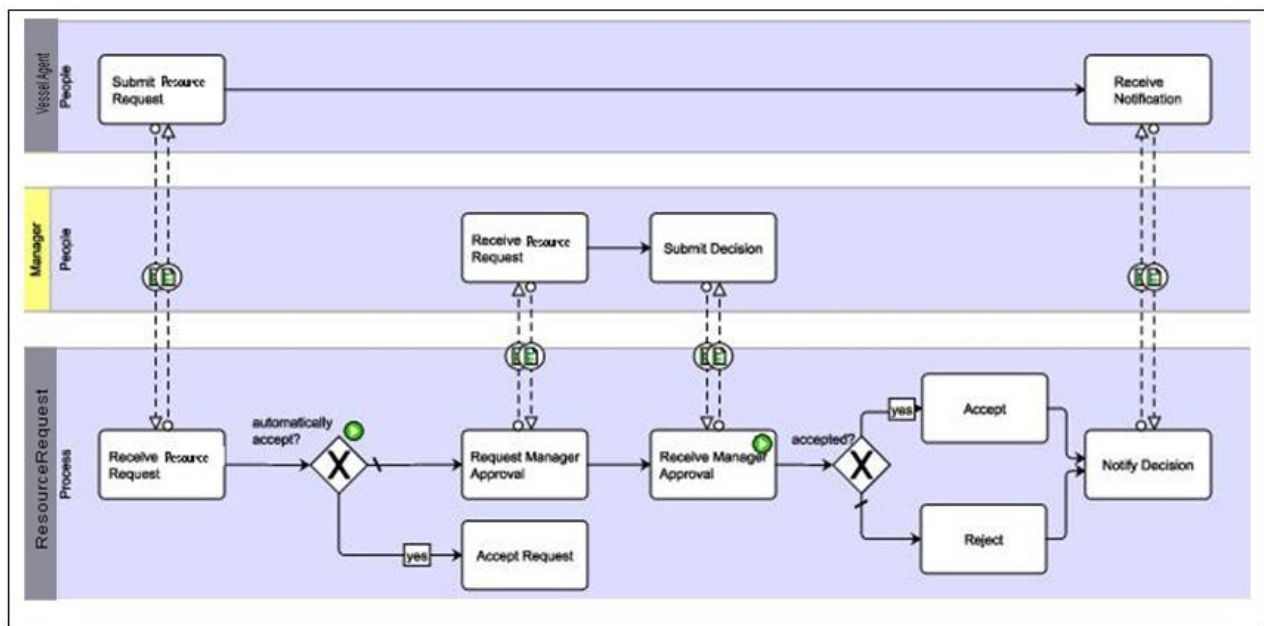 Vessel Agent
People
Submit Resource
Request
Receive
Notification
Manager
People
Receive Resource
Request
Submit Decision
ResourceRequest
Process
Receive Resource
Request
automatically
accept?
X
Request Manager
Approval
yes
Accept Request
Receive Manager
Approval
accepted?
X
yes
Accept
Reject
Notify Decision